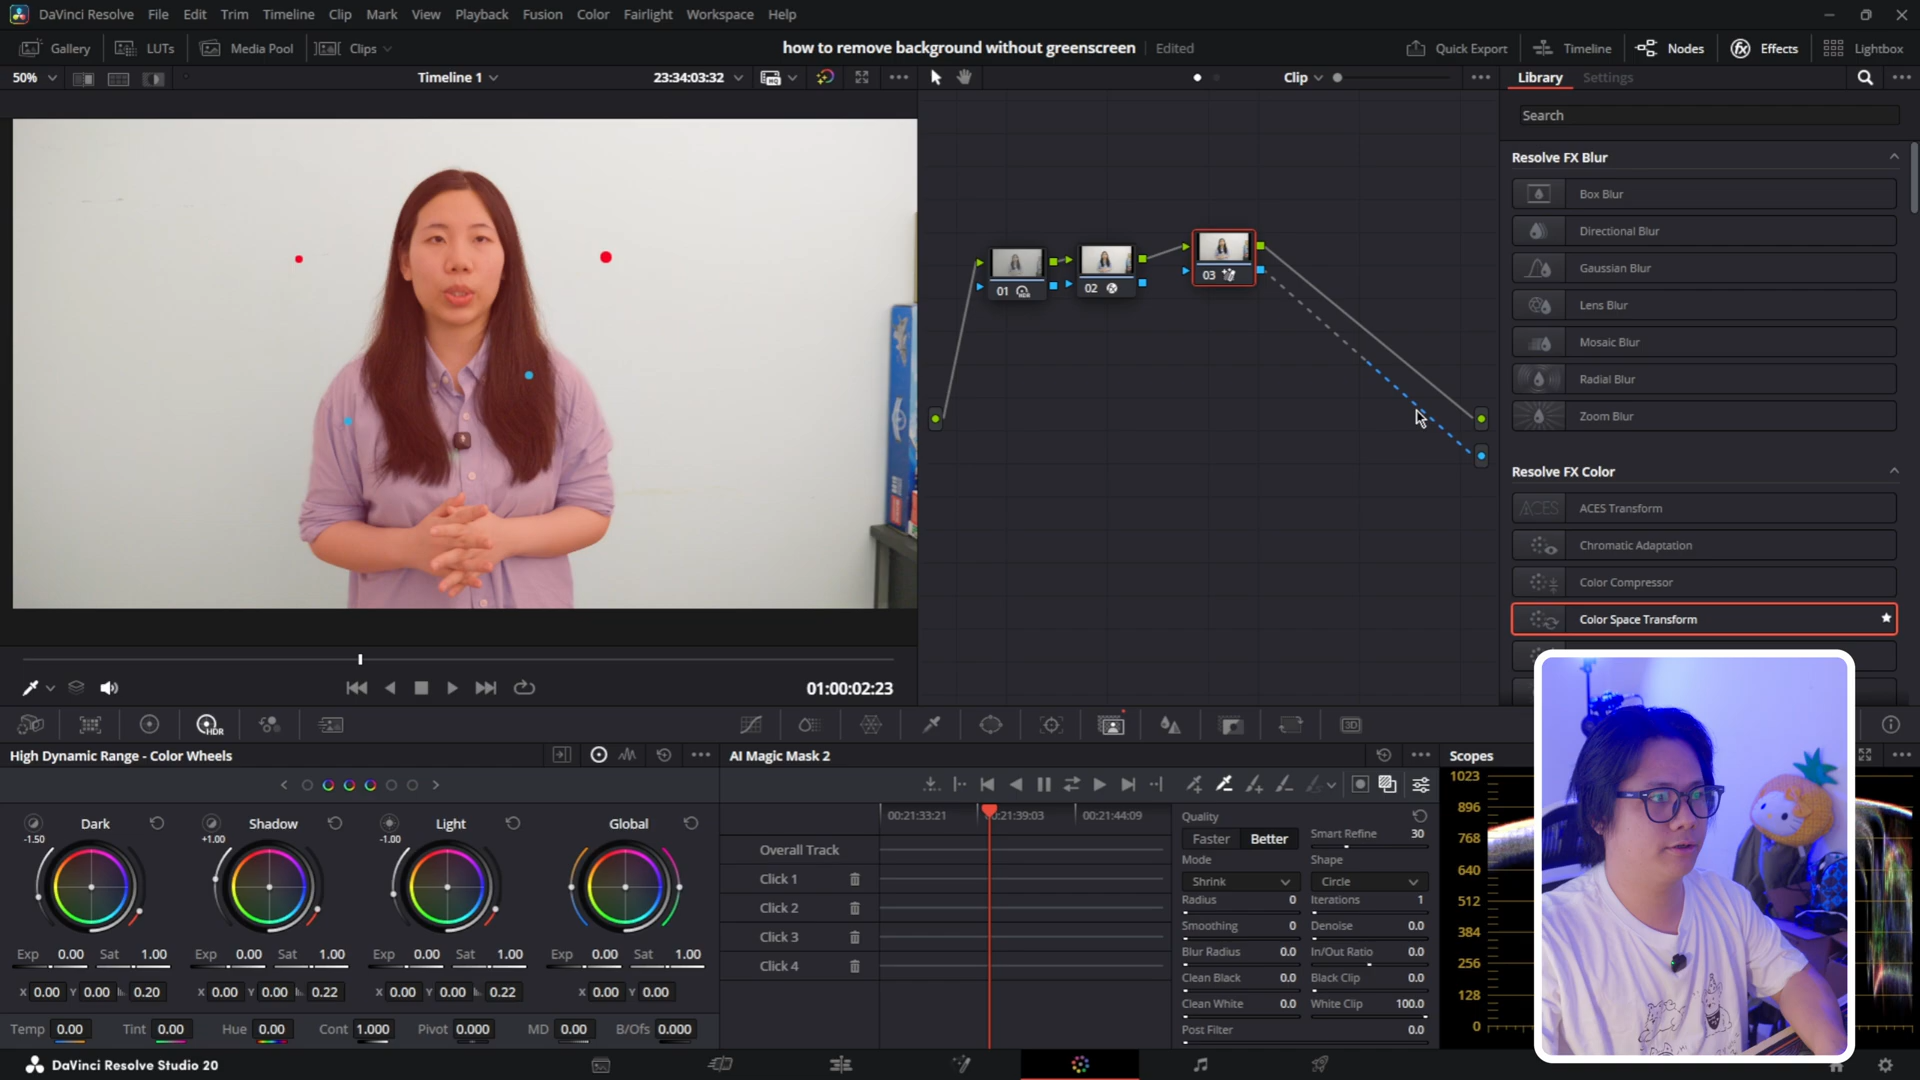 DaVinci Resolve File Edit Trim Timeline Clip Mark View Playback Fusion Color Fairlight Workspace Help
Gallery LUTs Media Pool Clips how to remove background without greenscreen Edited Quick Export Timeline Nodes Effects Lightbox
50% Timeline 1 23:34:03:32 Clip Library Settings
Search
Resolve FX Blur
Box Blur
Directional Blur
Gaussian Blur
Lens Blur
Mosaic Blur
Radial Blur
Zoom Blur
Resolve FX Color
ACES ACES Transform
Chromatic Adaptation
Color Compressor
Color Space Transform
01 HDR
02
03
01:00:02:23
HDR 3D
High Dynamic Range - Color Wheels
Dark Shadow Light Global
-1.50 +1.00 -1.00
Exp 0.00 Sat 1.00 Exp 0.00 Sat 1.00 Exp 0.00 Sat 1.00 Exp 0.00 Sat 1.00
X 0.00 Y 0.00 0.20 X 0.00 Y 0.00 0.22 X 0.00 Y 0.00 0.22 X 0.00 Y 0.00
Temp 0.00 Tint 0.00 Hue 0.00 Cont 1.000 Pivot 0.000 MD 0.00 B/Ofs 0.000
AI Magic Mask 2
00:21:33:21 00:21:39:03 00:21:44:09
Overall Track
Click 1
Click 2
Click 3
Click 4
Quality
Faster Better Smart Refine 30
Mode Shape
Shrink Circle
Radius 0 Iterations 1
Smoothing 0 Denoise 0.0
Blur Radius 0.0 In/Out Ratio 0.0
Clean Black 0.0 Black Clip 0.0
Clean White 0.0 White Clip 100.0
Post Filter 0.0
Scopes
1023
896
768
640
512
384
256
128
0
DaVinci Resolve Studio 20